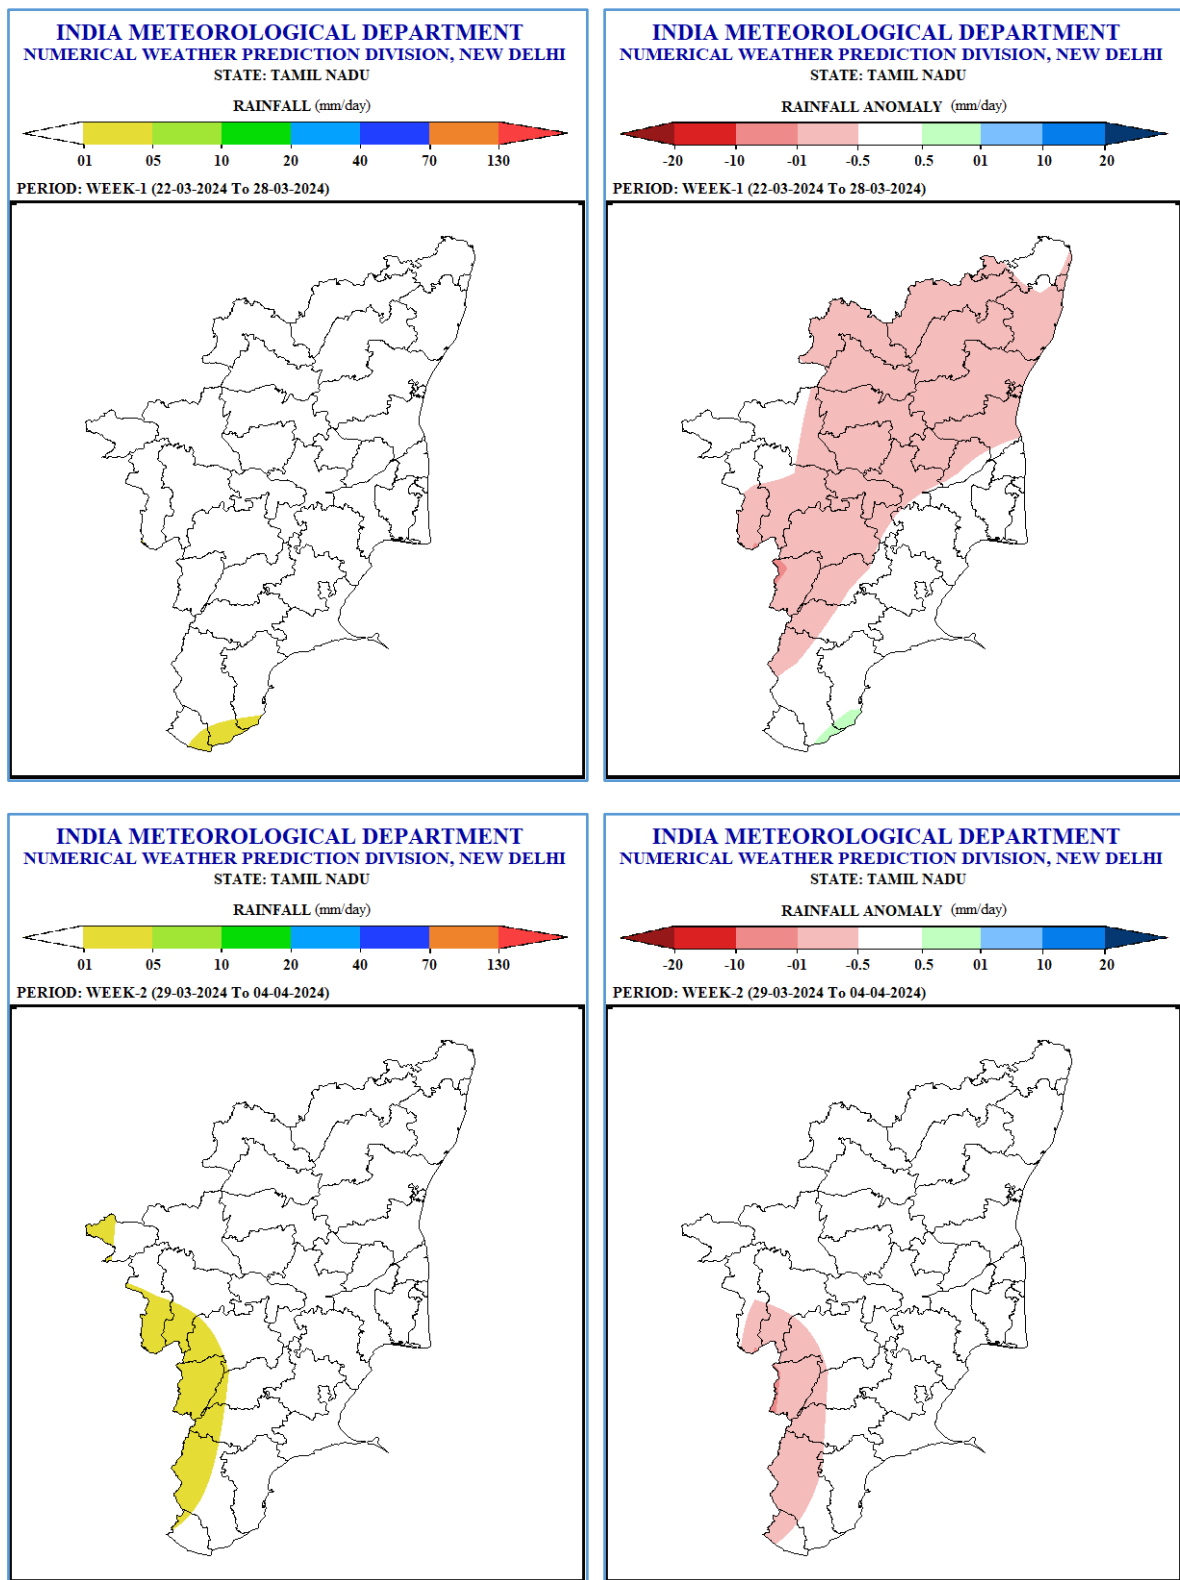 INDIA METEOROLOGICAL DEPARTMENT
NUMERICAL WEATHER PREDICTION DIVISION, NEW DELHI
STATE: TAMIL NADU
RAINFALL (mm/day)
01 05 10 20 40 70 130
PERIOD: WEEK-1 (22-03-2024 To 28-03-2024)
INDIA METEOROLOGICAL DEPARTMENT
NUMERICAL WEATHER PREDICTION DIVISION, NEW DELHI
STATE: TAMIL NADU
RAINFALL ANOMALY (mm/day)
-20 -10 -01 -0.5 0.5 01 10 20
PERIOD: WEEK-1 (22-03-2024 To 28-03-2024)
INDIA METEOROLOGICAL DEPARTMENT
NUMERICAL WEATHER PREDICTION DIVISION, NEW DELHI
STATE: TAMIL NADU
RAINFALL (mm/day)
01 05 10 20 40 70 130
PERIOD: WEEK-2 (29-03-2024 To 04-04-2024)
INDIA METEOROLOGICAL DEPARTMENT
NUMERICAL WEATHER PREDICTION DIVISION, NEW DELHI
STATE: TAMIL NADU
RAINFALL ANOMALY (mm/day)
-20 -10 -01 -0.5 0.5 01 10 20
PERIOD: WEEK-2 (29-03-2024 To 04-04-2024)